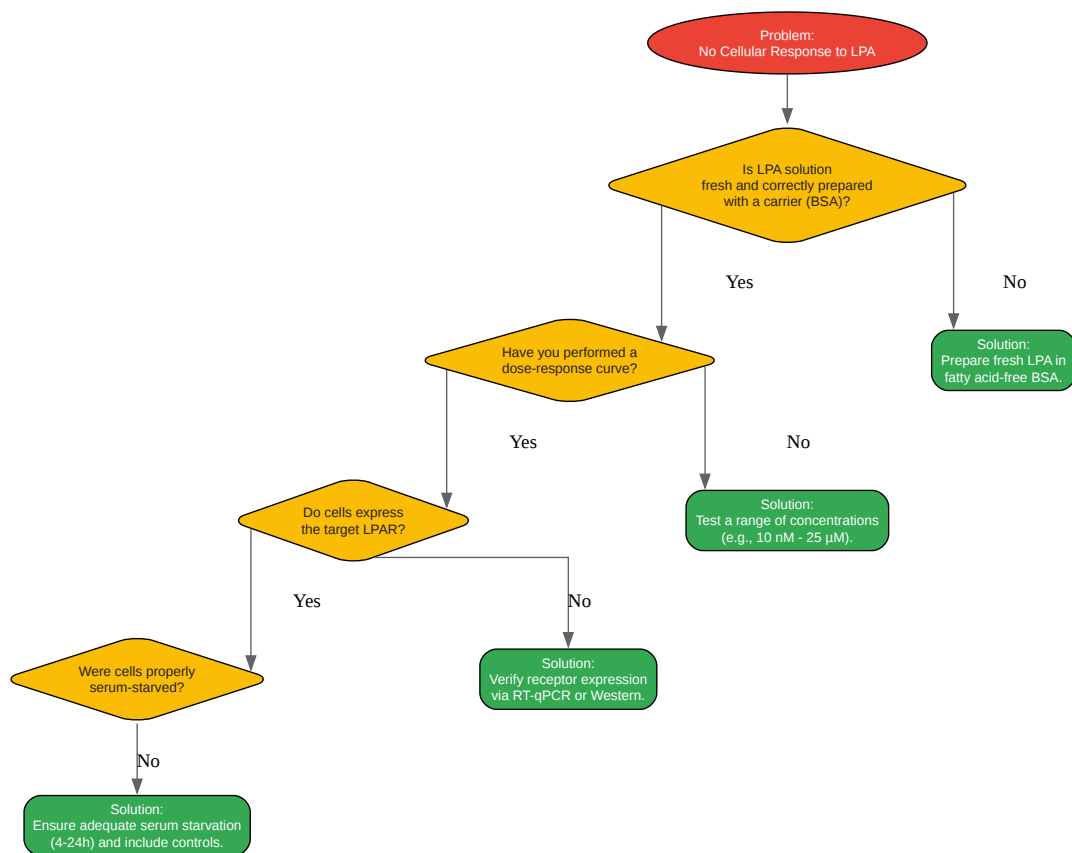 Problem:
No Cellular Response to LPA
Is LPA solution
fresh and correctly prepared
with a carrier (BSA)?
Yes
No
Solution:
Prepare fresh LPA in
fatty acid-free BSA.
Have you performed a
dose-response curve?
Yes
No
Solution:
Test a range of concentrations
(e.g., 10 nM - 25 µM).
Do cells express
the target LPAR?
Yes
No
Solution:
Verify receptor expression
via RT-qPCR or Western.
Were cells properly
serum-starved?
No
Solution:
Ensure adequate serum starvation
(4-24h) and include controls.